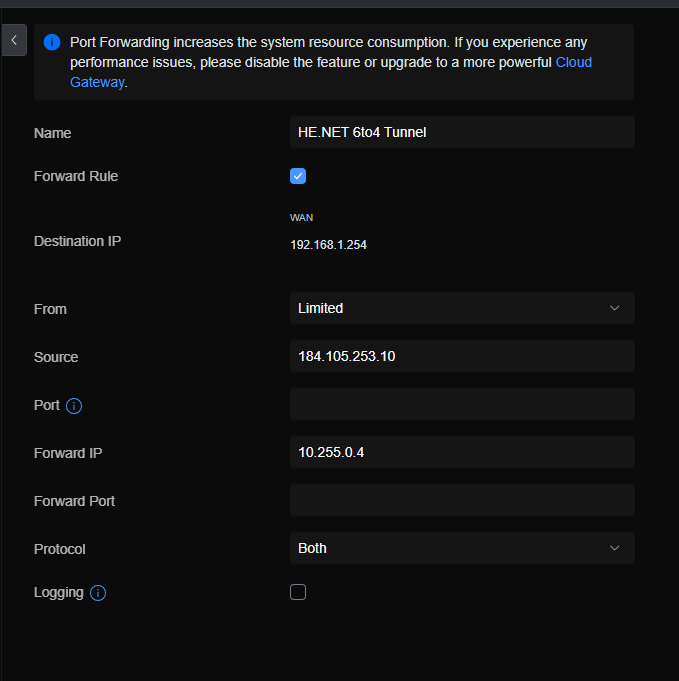 Port Forwarding increases the system resource consumption. If you experience any
performance issues, please disable the feature or upgrade to a more powerful Cloud
Gateway.
Name
HE.NET 6to4 Tunnel
Forward Rule
WAN
Destination IP
192.168.1.254
From
Limited
Source
184.105.253.10
Port
Forward IP
10.255.0.4
Forward Port
Protocol
Both
Logging